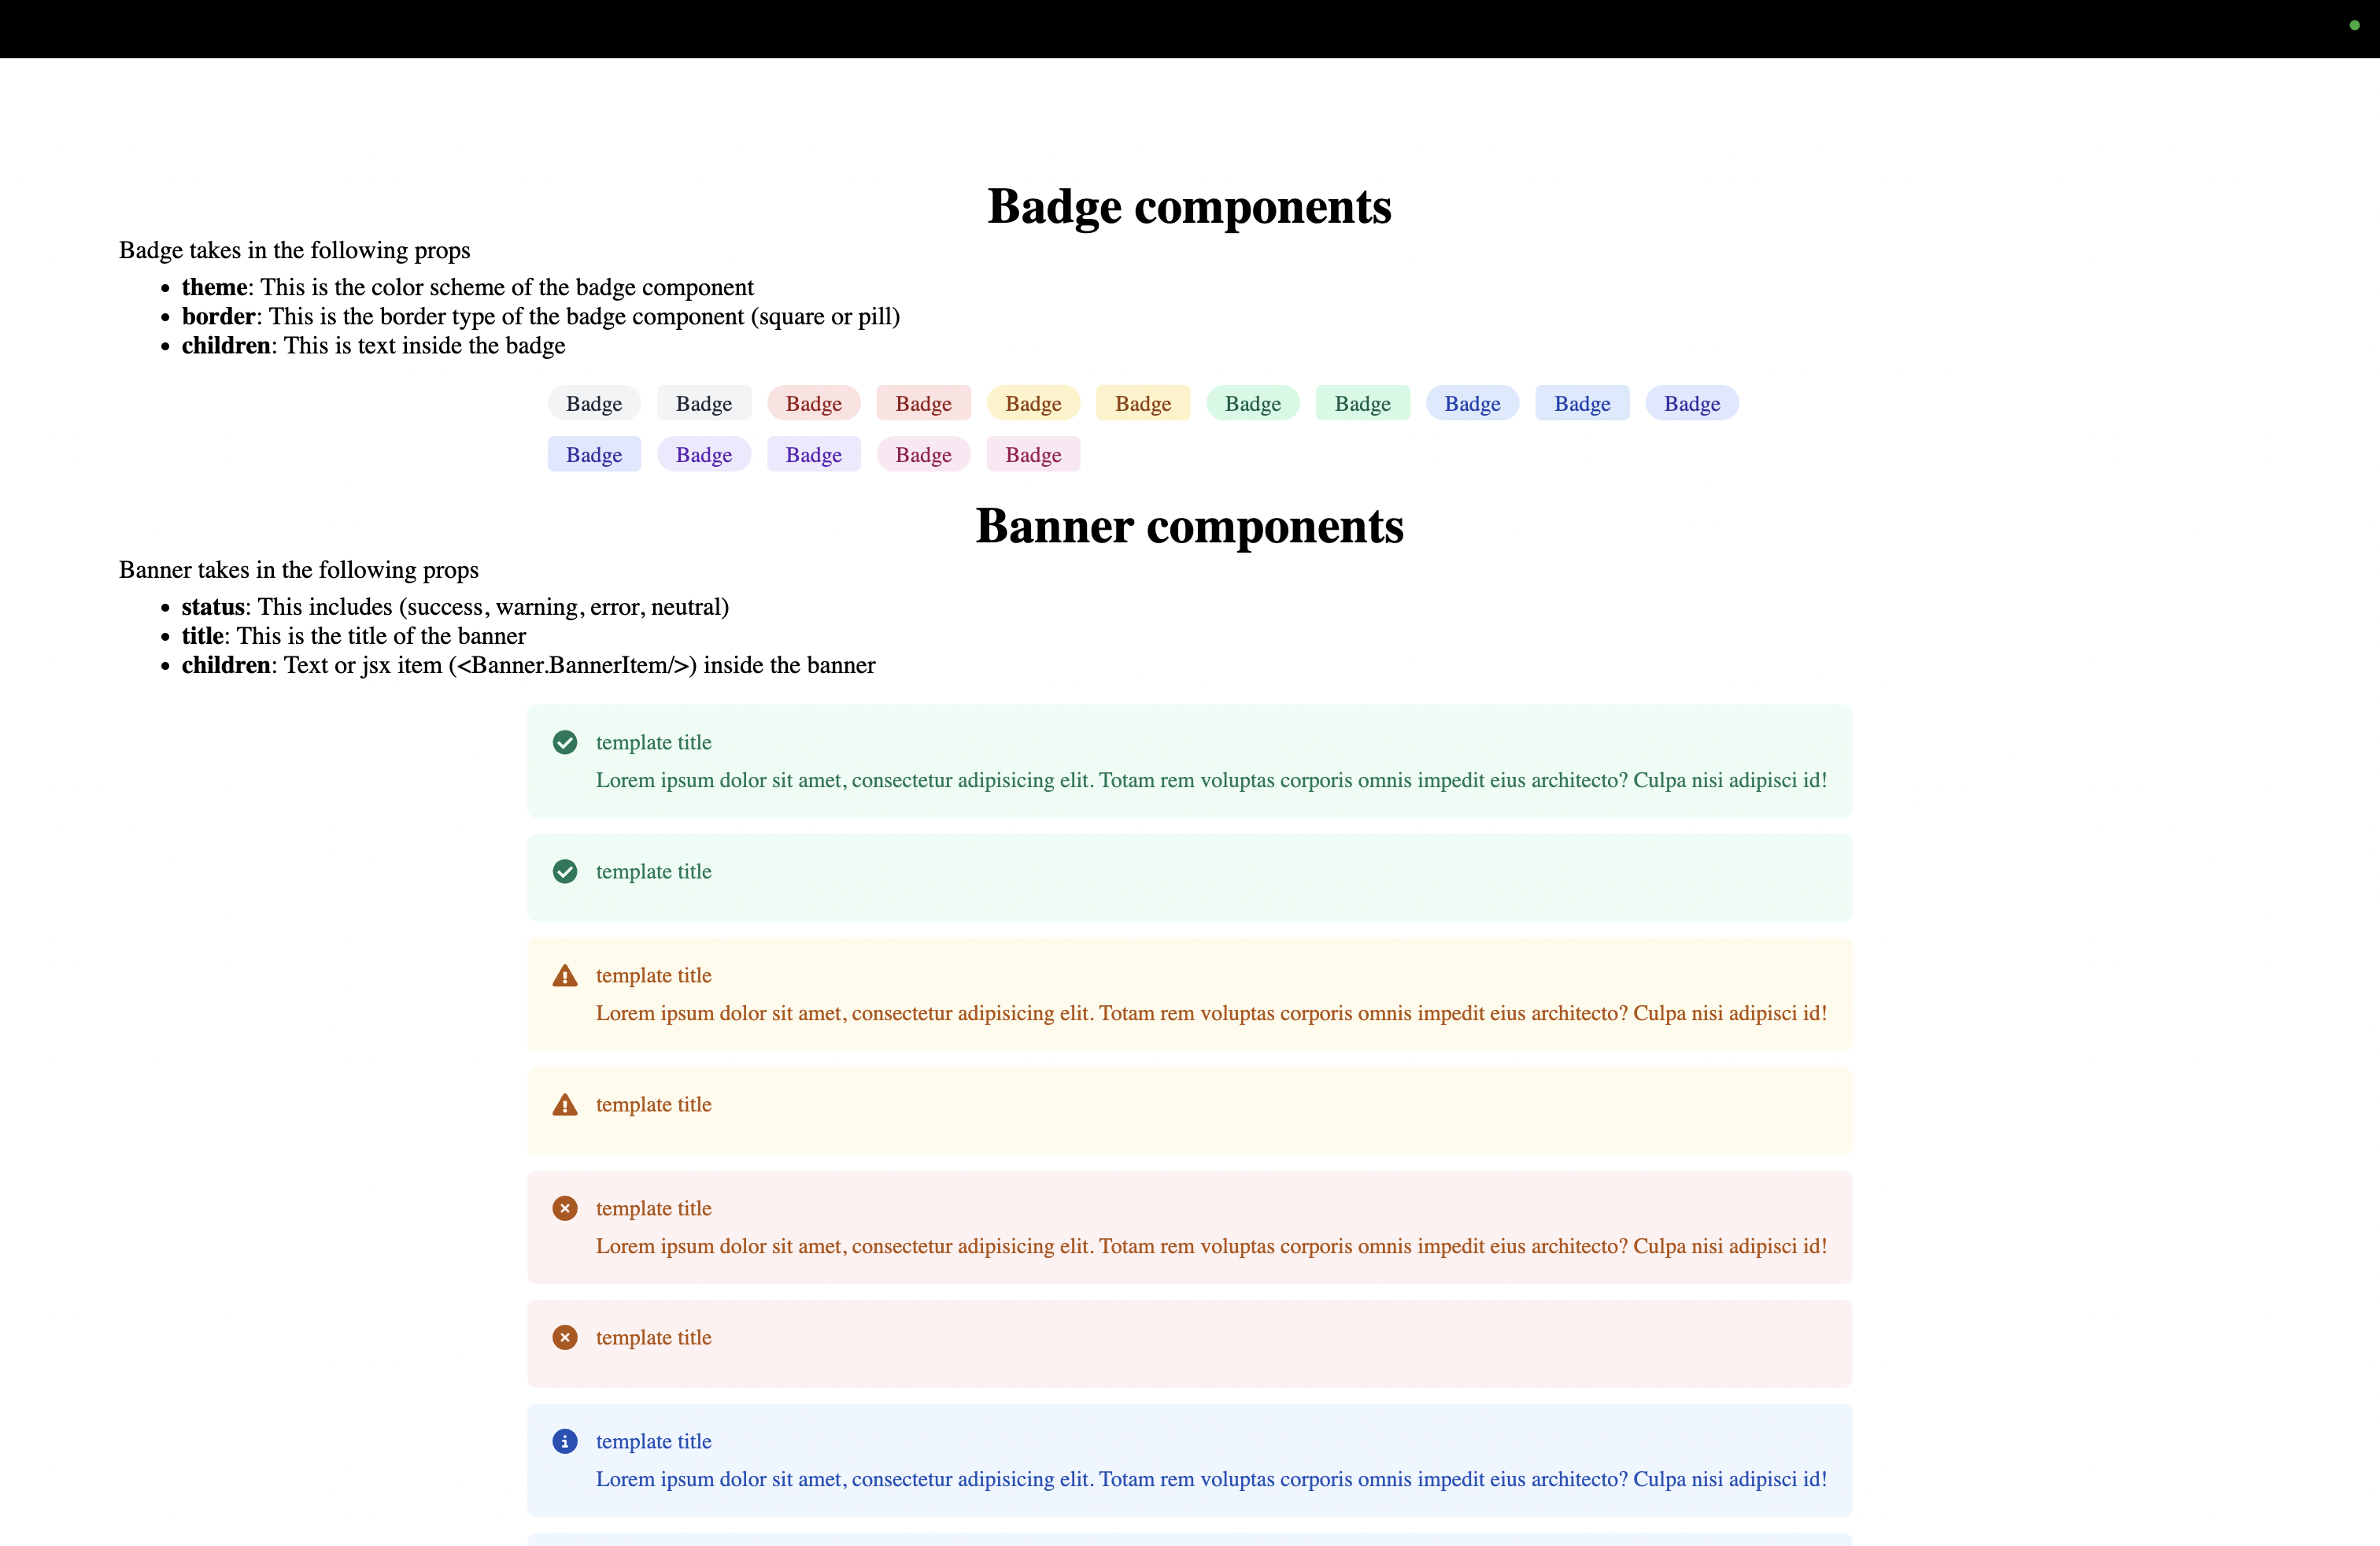 Badge components
Badge takes in the following props
• theme: This is the color scheme of the badge component
• border: This is the border type of the badge component (square or pill)
• children: This is text inside the badge
Badge Badge Badge Badge Badge Badge Badge Badge Badge Badge Badge
Badge Badge Badge Badge Badge
Banner components
Banner takes in the following props
• status: This includes (success, warning, error, neutral)
• title: This is the title of the banner
• children: Text or jsx item (<Banner.BannerItem/>) inside the banner
template title
Lorem ipsum dolor sit amet, consectetur adipisicing elit. Totam rem voluptas corporis omnis impedit eius architecto? Culpa nisi adipisci id!
template title
template title
Lorem ipsum dolor sit amet, consectetur adipisicing elit. Totam rem voluptas corporis omnis impedit eius architecto? Culpa nisi adipisci id!
template title
template title
Lorem ipsum dolor sit amet, consectetur adipisicing elit. Totam rem voluptas corporis omnis impedit eius architecto? Culpa nisi adipisci id!
template title
template title
Lorem ipsum dolor sit amet, consectetur adipisicing elit. Totam rem voluptas corporis omnis impedit eius architecto? Culpa nisi adipisci id!